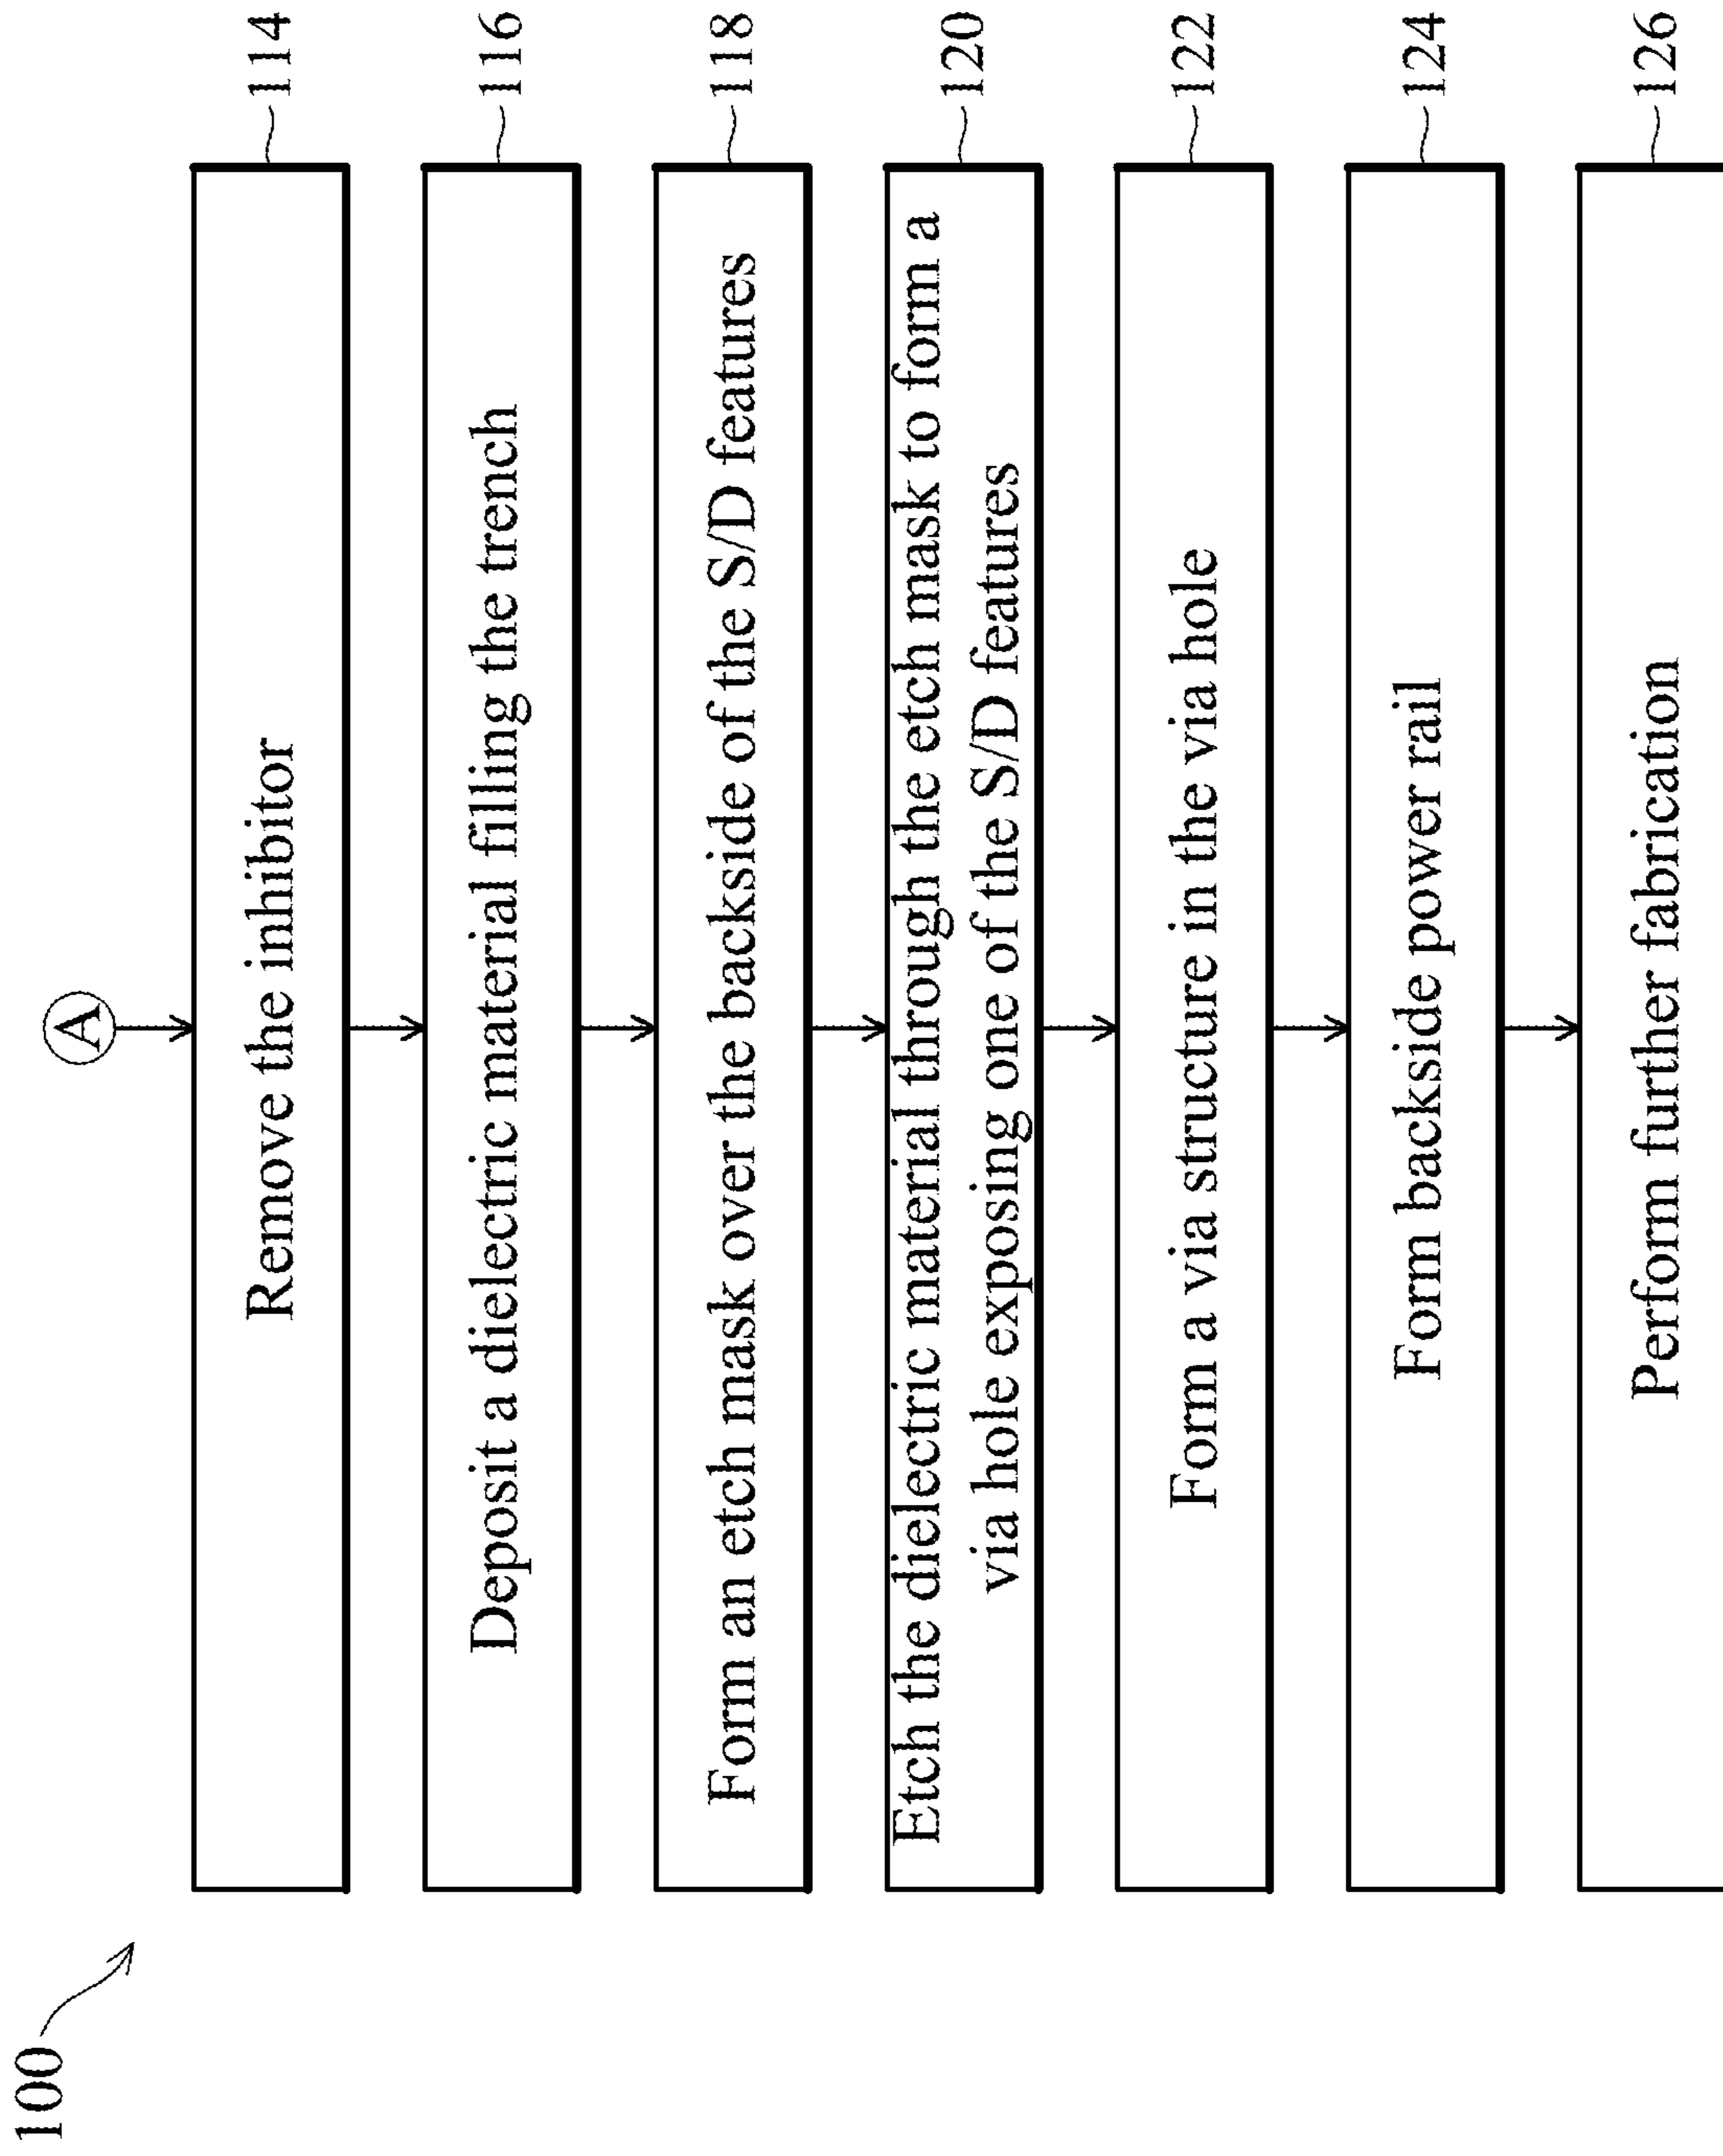 100
A
Remove the inhibitor
114
Deposit a dielectric material filling the trench
116
Form an etch mask over the backside of the S/D features
118
Etch the dielectric material through the etch mask to form a
via hole exposing one of the S/D features
120
Form a via structure in the via hole
122
Form backside power rail
124
Perform further fabrication
126